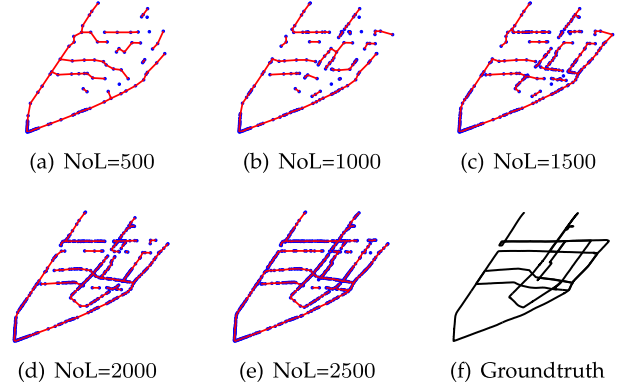 (a) NoL=500
(b) NoL=1000
(c) NoL=1500
(d) NoL=2000
(e) NoL=2500
(f) Groundtruth